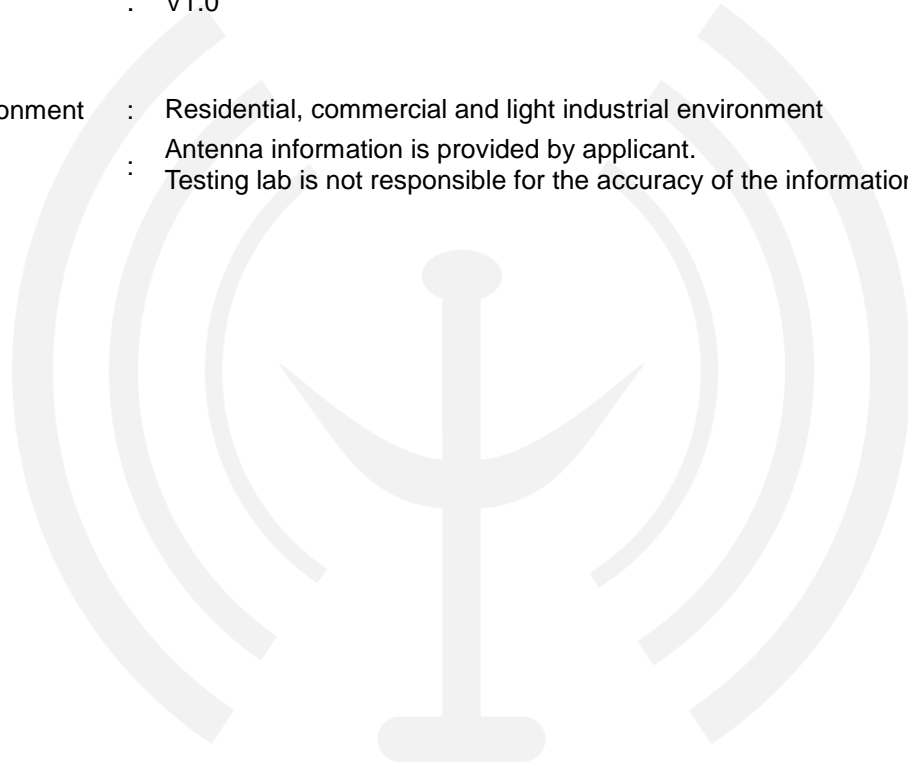 : V1.0
onment : Residential, commercial and light industrial environment
: Antenna information is provided by applicant.
Testing lab is not responsible for the accuracy of the information